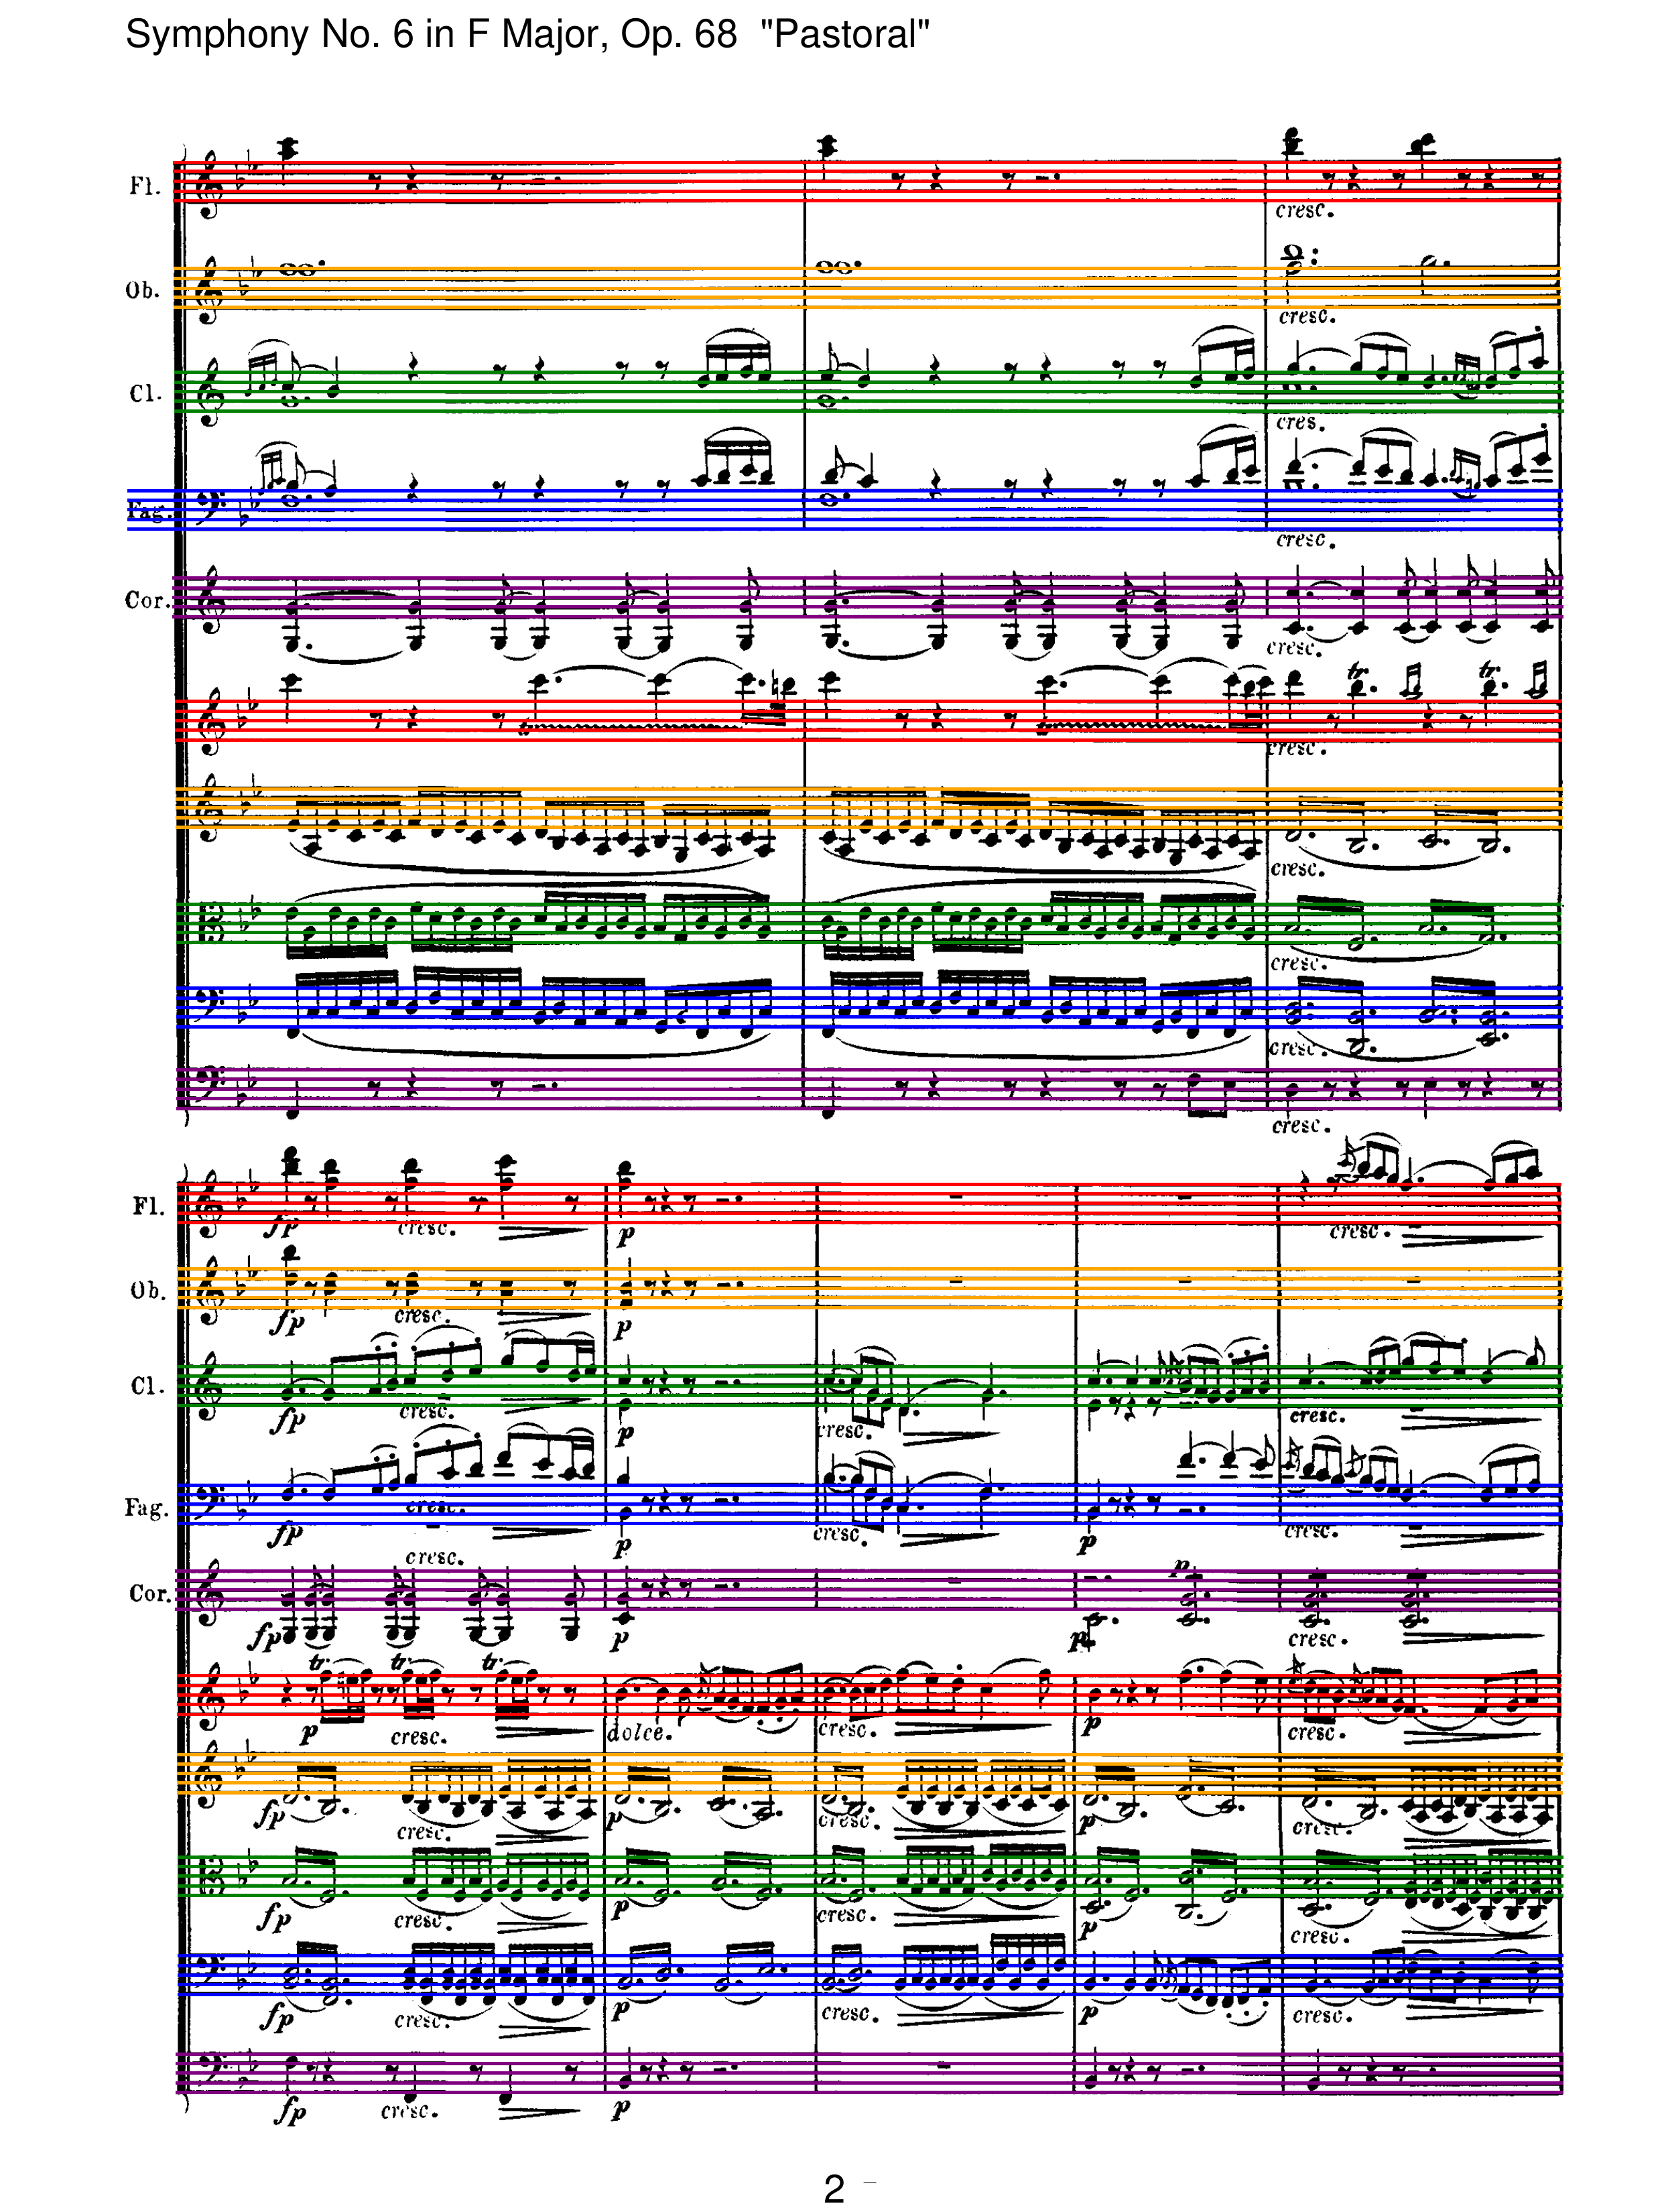 Symphony No. 6 in F Major, Op. 68 "Pastoral"
Fl.
cresc.
Ob.
cresc.
Cl.
cres.
Fag.
cresc.
Cor.
cresc.
tr. tr.
tr tr
cresc.
cresc.
cresc.
cresc.
cresc.
Fl.
fp cresc. p cresc.
Ob.
fp cresc. p
Cl.
fp cresc. p cresc. cresc.
Fag.
fp cresc. p cresc. p cresc.
cresc.
Cor.
p
fp p p cresc.
tr. tr. tr.
p cresc. dolce. cresc. p cresc.
fp cresc. p cresc. p cresc.
fp cresc. p cresc. p cresc.
fp cresc. p cresc. p cresc.
fp cresc. p
2